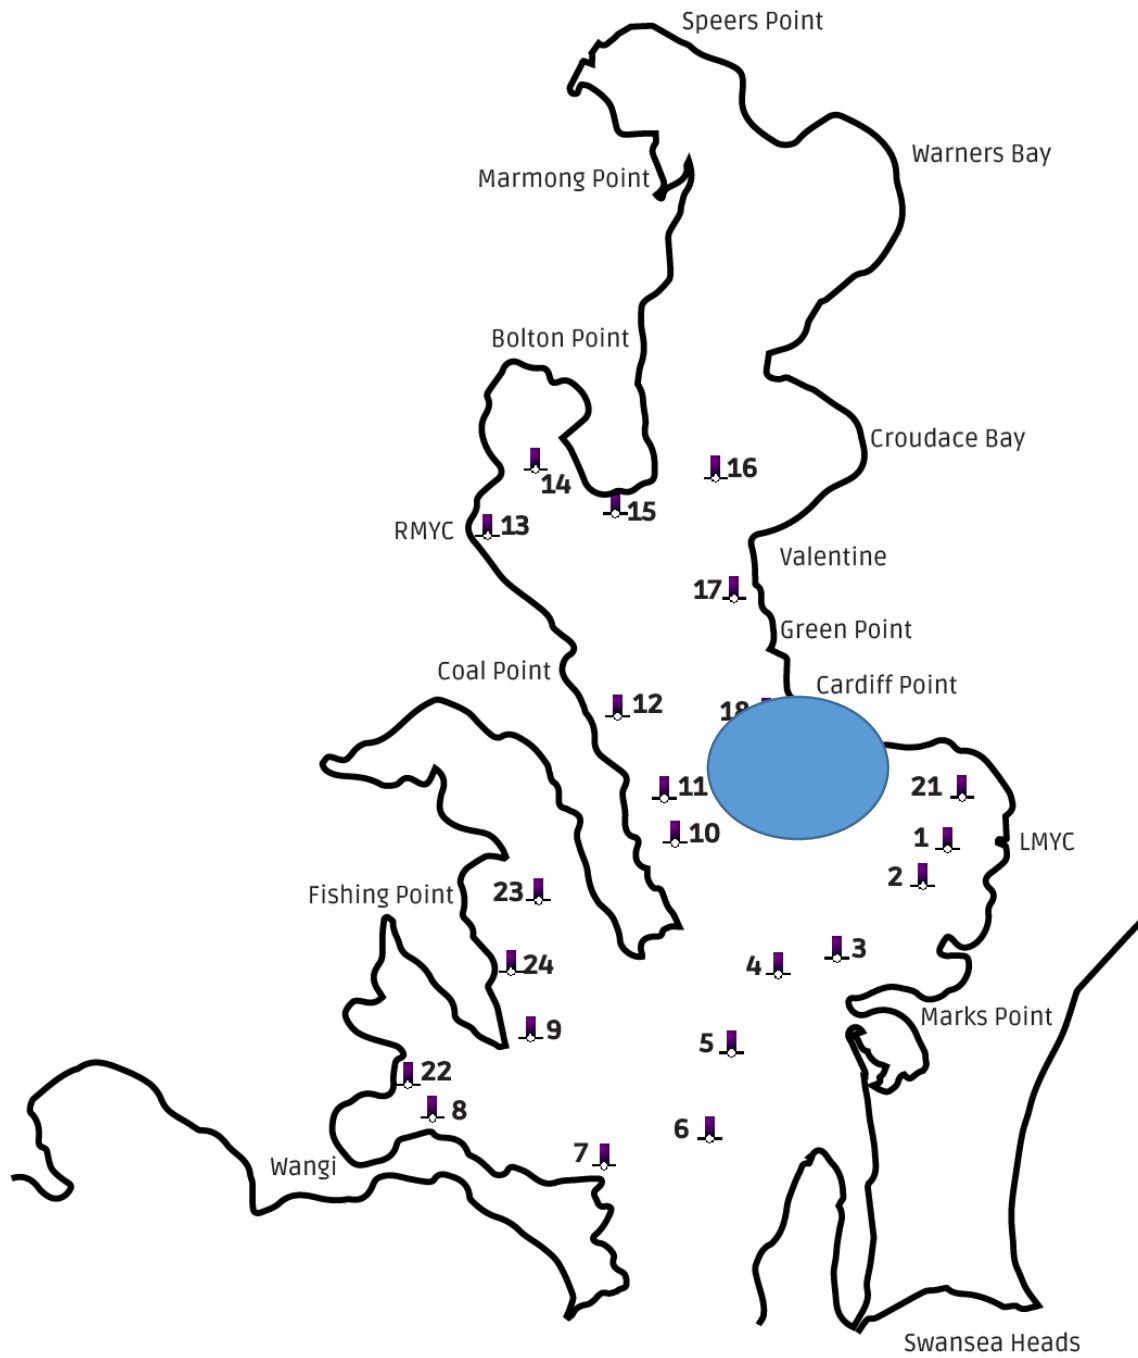 Speers Point
Warners Bay
Marmong Point
Bolton Point
Croudace Bay
16
14
15
13
RMYC
Valentine
17
Green Point
Coal Point
Cardiff Point
12
18
11
21
10
1
LMYC
2
23
Fishing Point
3
24
4
Marks Point
9
5
22
8
6
7
Wangi
Swansea Heads